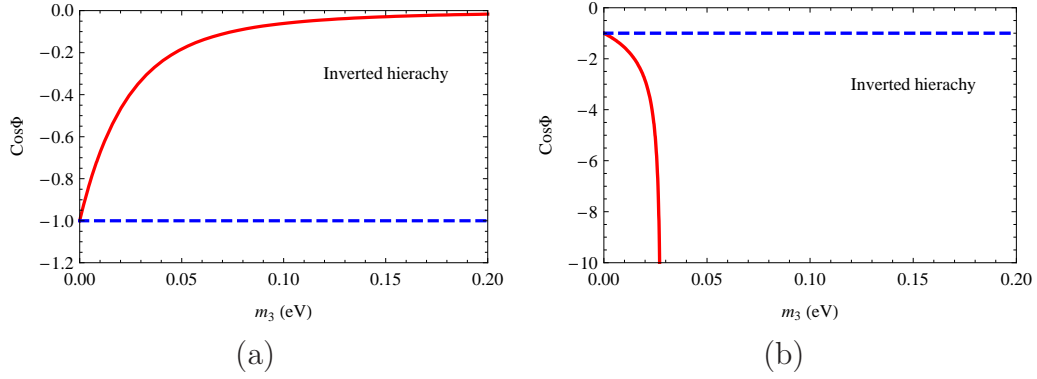 0.0
−0.2
−0.4
−0.6
−0.8
−1.0
−1.2
CosΦ
Inverted hierachy
0.00 0.05 0.10 0.15 0.20
m3 (eV)
(a)
0
−2
−4
−6
−8
−10
CosΦ
Inverted hierachy
0.00 0.05 0.10 0.15 0.20
m3 (eV)
(b)